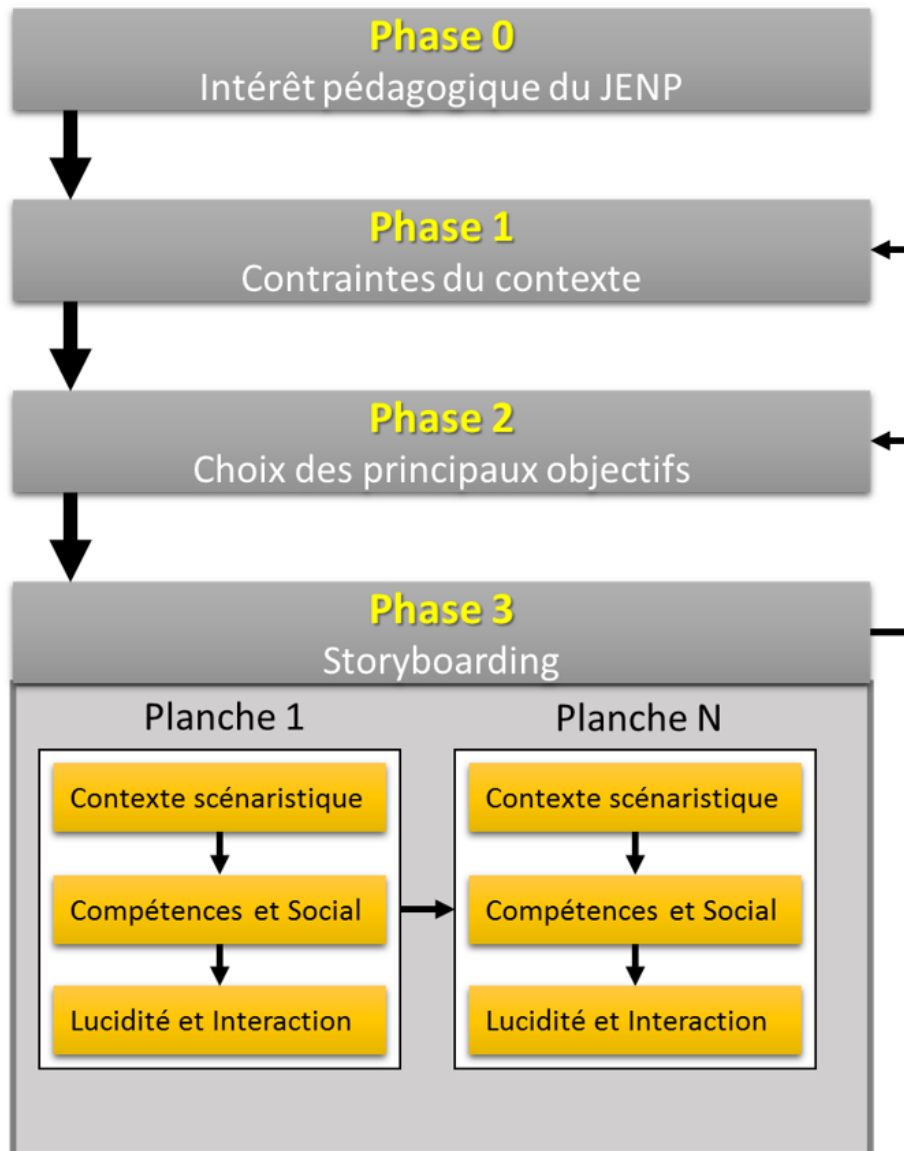 Phase 0
Intérêt pédagogique du JENP
Phase 1
Contraintes du contexte
Phase 2
Choix des principaux objectifs
Phase 3
Storyboarding
Planche 1
Contexte scénaristique
Compétences et Social
Lucidité et Interaction
Planche N
Contexte scénaristique
Compétences et Social
Lucidité et Interaction